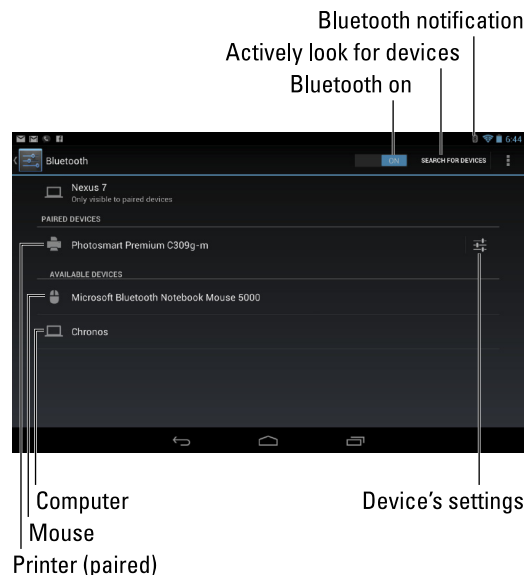 Bluetooth notification
Actively look for devices
Bluetooth on
6:44
Bluetooth
ON
SEARCH FOR DEVICES
Nexus 7
Only visible to paired devices
PAIRED DEVICES
Photosmart Premium C309g-m
AVAILABLE DEVICES
Microsoft Bluetooth Notebook Mouse 5000
Chronos
Computer
Device's settings
Mouse
Printer (paired)